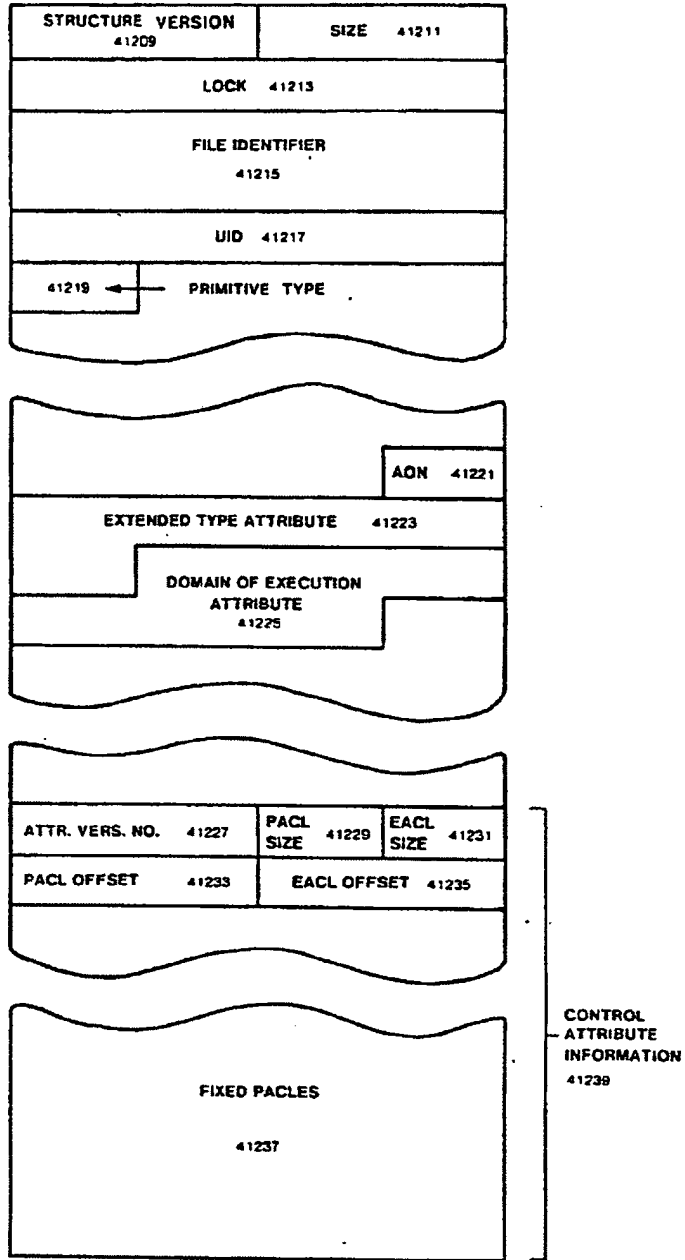 STRUCTURE VERSION
41209
SIZE 41211
LOCK 41213
FILE IDENTIFIER
41215
UID 41217
41219 PRIMITIVE TYPE
AON 41221
EXTENDED TYPE ATTRIBUTE 41223
DOMAIN OF EXECUTION
ATTRIBUTE
41225
ATTR. VERS. NO. 41227
PACL
SIZE 41229
EACL
SIZE 41231
PACL OFFSET 41233
EACL OFFSET 41235
FIXED PACLES
41237
CONTROL
ATTRIBUTE
INFORMATION
41239